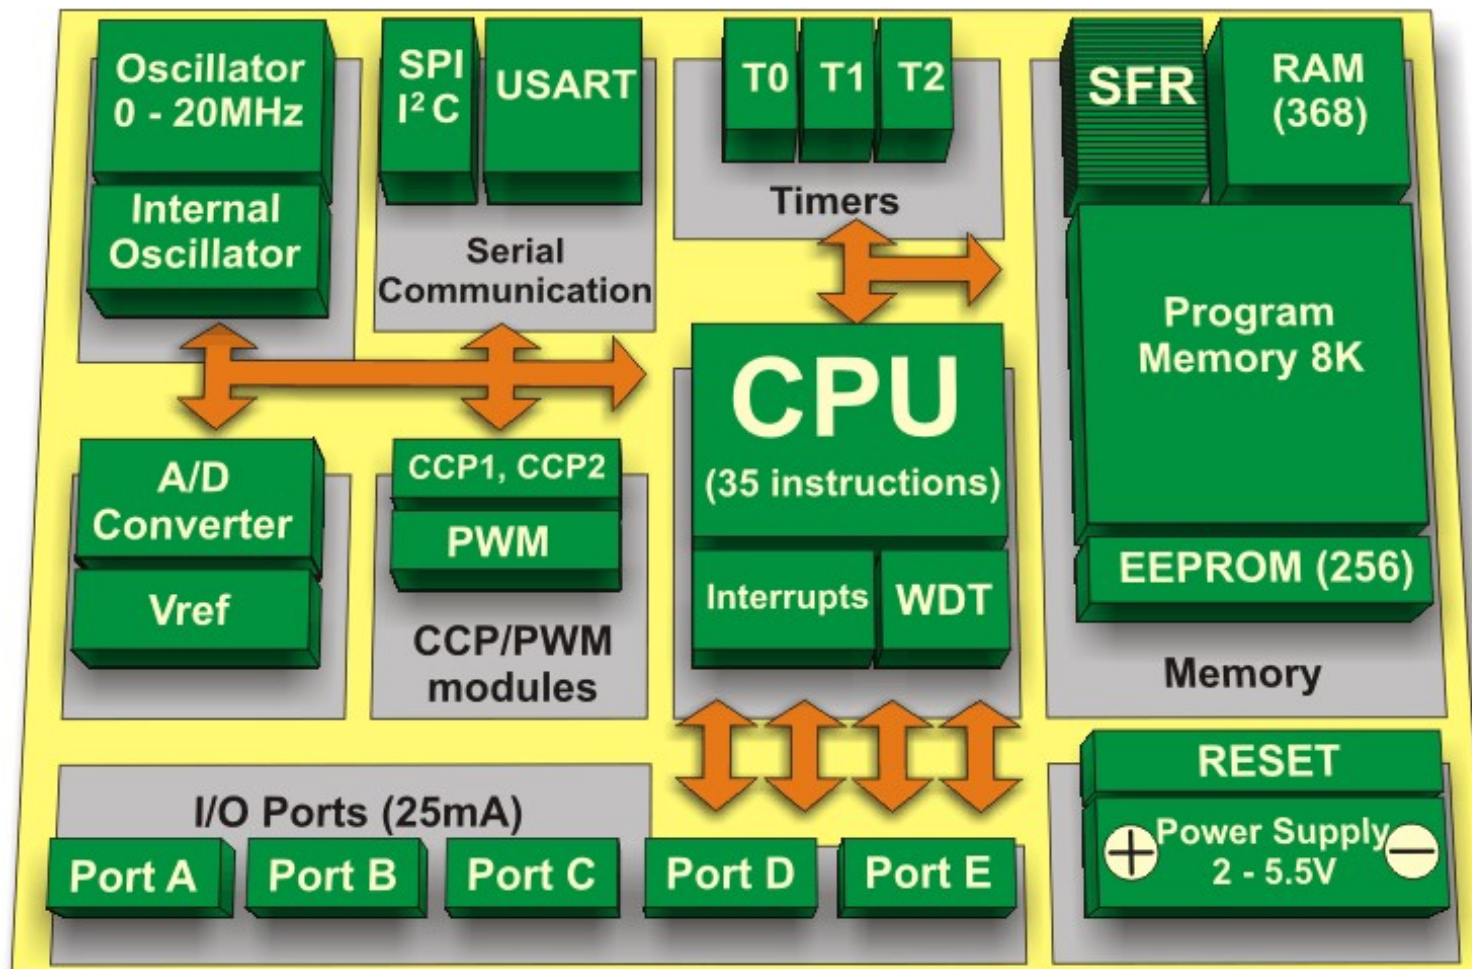 Oscillator
0 - 20MHz
Internal
Oscillator
SPI
I² C
USART
Serial
Communication
T0
T1
T2
Timers
SFR
RAM
(368)
Program
Memory 8K
EEPROM (256)
Memory
CPU
(35 instructions)
Interrupts
WDT
A/D
Converter
Vref
CCP1, CCP2
PWM
CCP/PWM
modules
I/O Ports (25mA)
Port A
Port B
Port C
Port D
Port E
RESET
+
Power Supply
2 - 5.5V
−